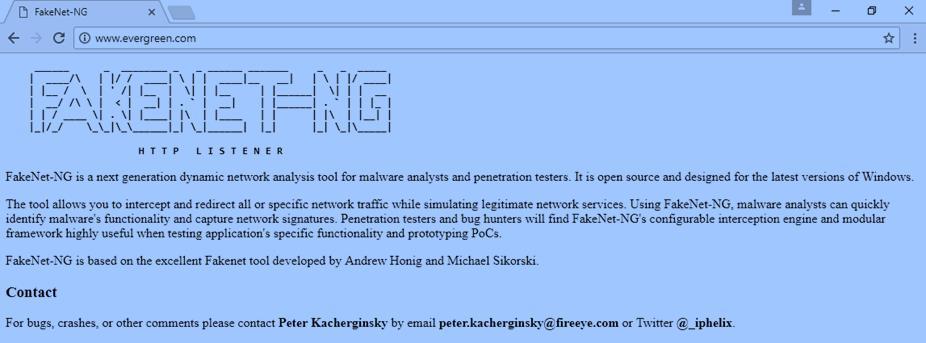 FakeNet-NG
www.evergreen.com
FAKENET-NG
HTTP LISTENER
FakeNet-NG is a next generation dynamic network analysis tool for malware analysts and penetration testers. It is open source and designed for the latest versions of Windows.
The tool allows you to intercept and redirect all or specific network traffic while simulating legitimate network services. Using FakeNet-NG, malware analysts can quickly
identify malware's functionality and capture network signatures. Penetration testers and bug hunters will find FakeNet-NG's configurable interception engine and modular
framework highly useful when testing application's specific functionality and prototyping PoCs.
FakeNet-NG is based on the excellent Fakenet tool developed by Andrew Honig and Michael Sikorski.
Contact
For bugs, crashes, or other comments please contact Peter Kacherginsky by email peter.kacherginsky@fireeye.com or Twitter @_iphelix.